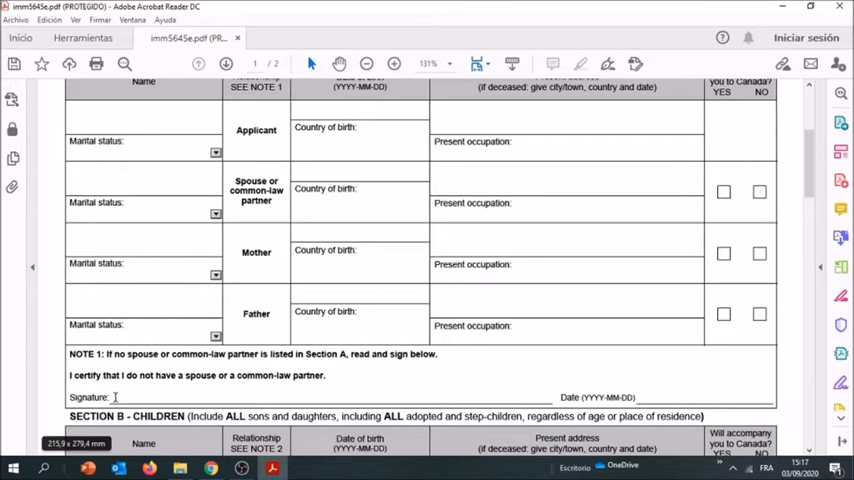 imm5645e.pdf (PROTEGIDO) - Adobe Acrobat Reader DC
Archivo Edición Ver Firmar Ventana Ayuda
Inicio Herramientas imm5645e.pdf (PR... × Iniciar sesión
1 / 2 131%
Name SEE NOTE 1 (YYYY-MM-DD) (if deceased: give city/town, country and date) you to Canada?
YES NO
Applicant Country of birth:
Marital status: Present occupation:
Spouse or common-law partner Country of birth:
Marital status: Present occupation:
Mother Country of birth:
Marital status: Present occupation:
Father Country of birth:
Marital status: Present occupation:
NOTE 1: If no spouse or common-law partner is listed in Section A, read and sign below.
I certify that I do not have a spouse or a common-law partner.
Signature: Date (YYYY-MM-DD)
SECTION B - CHILDREN (Include ALL sons and daughters, including ALL adopted and step-children, regardless of age or place of residence)
215,9 x 279,4 mm
Name Relationship SEE NOTE 2 Date of birth (YYYY-MM-DD) Present address (if deceased: give city/town, country and date) Will accompany you to Canada?
Escritorio OneDrive FRA 15:17
03/09/2020